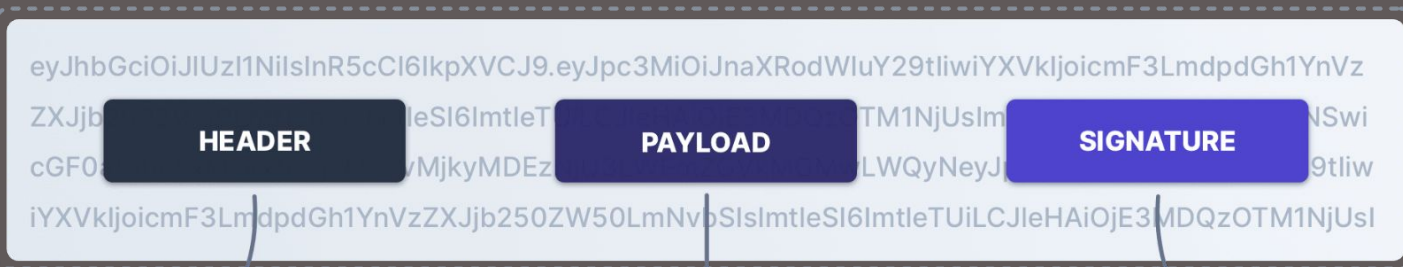 eyJhbGciOiJIUzI1NiIsInR5cCI6IkpXVCJ9.eyJpc3MiOiJnaXRodWIuY29tIiwiYXVkIjoicmF3LmdpdGh1YnVz
HEADER PAYLOAD SIGNATURE
iYXVkIjoicmF3LmdpdGh1YnVzZXJjb250ZW50LmNvbSIsImtleSI6ImtleTUiLCJleHAiOjE3MDQzOTM1NjUsI